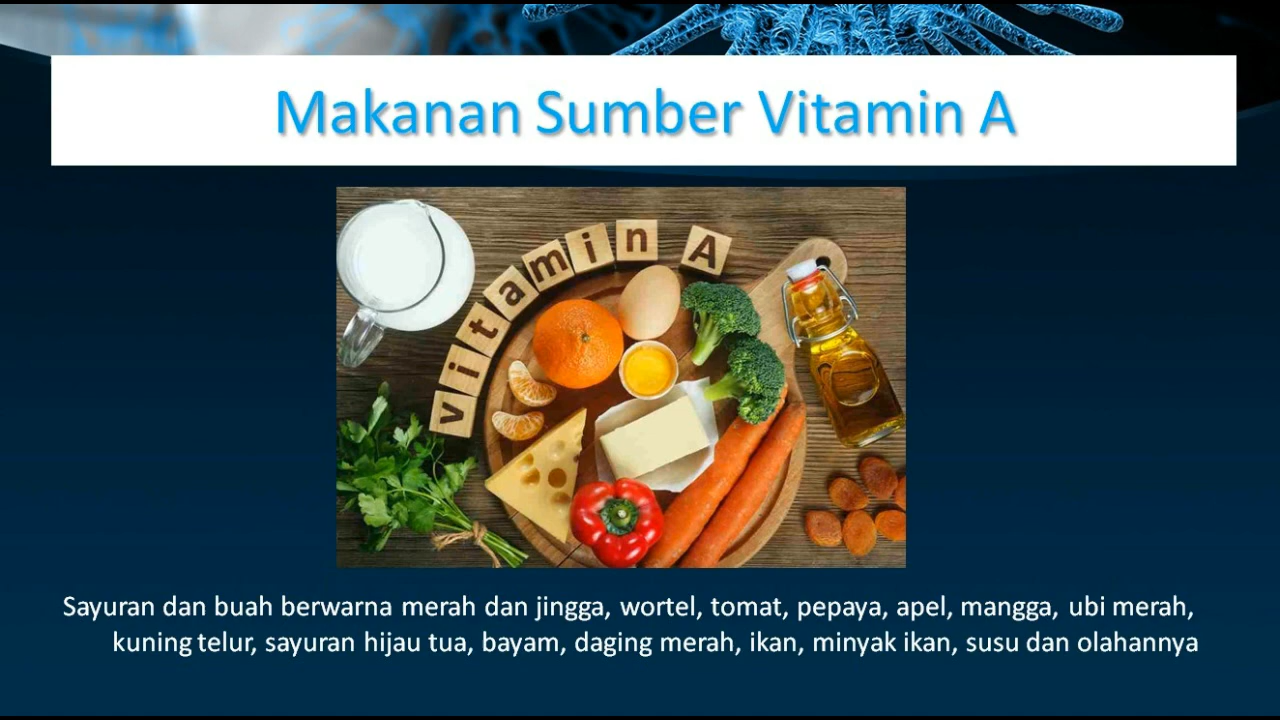 Makanan Sumber Vitamin A
vitamin A
Sayuran dan buah berwarna merah dan jingga, wortel, tomat, pepaya, apel, mangga, ubi merah,
kuning telur, sayuran hijau tua, bayam, daging merah, ikan, minyak ikan, susu dan olahannya